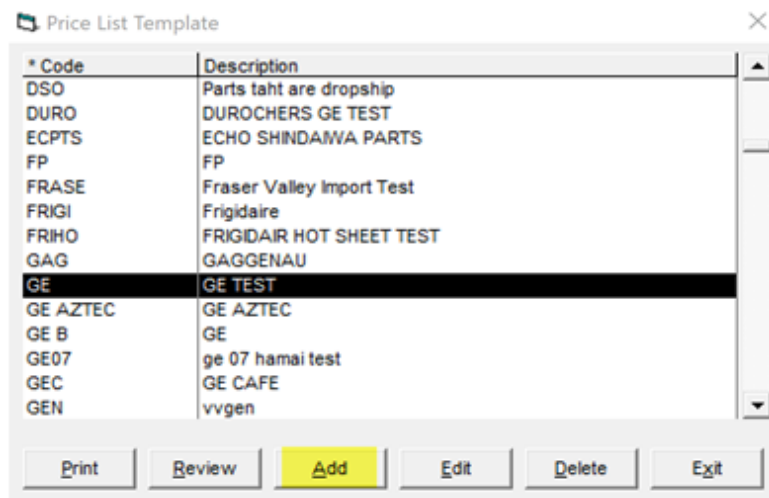 Price List Template
* Code Description
DSO Parts taht are dropship
DURO DUROCHERS GE TEST
ECPTS ECHO SHINDAIWA PARTS
FP FP
FRASE Fraser Valley Import Test
FRIGI Frigidaire
FRIHO FRIGIDAIR HOT SHEET TEST
GAG GAGGENAU
GE GE TEST
GE AZTEC GE AZTEC
GE B GE
GE07 ge 07 hamai test
GEC GE CAFE
GEN vvgen
Print Review Add Edit Delete Exit